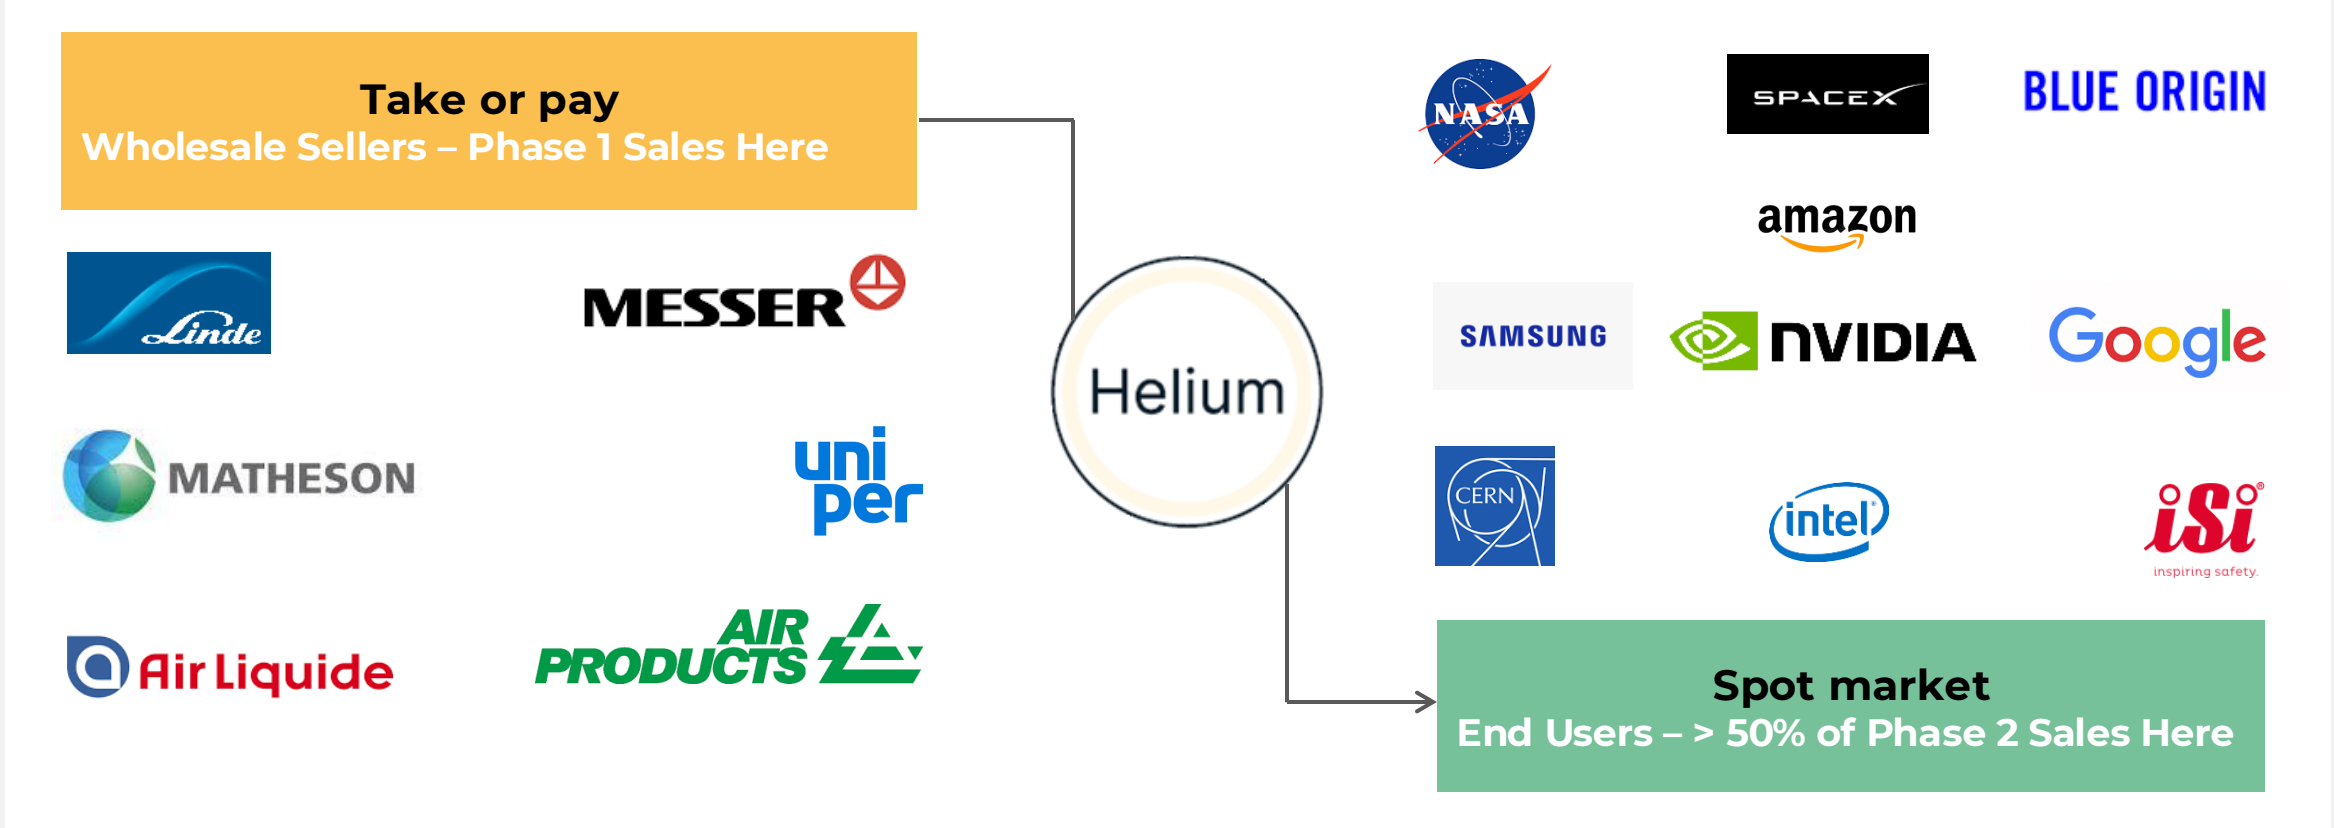 Take or pay
Wholesale Sellers – Phase 1 Sales Here
Linde
MESSER
MATHESON
uni
per
Air Liquide
AIR
PRODUCTS
Helium
NASA
SPACEX
BLUE ORIGIN
amazon
SAMSUNG
NVIDIA
Google
CERN
intel
iSi®
inspiring safety.
Spot market
End Users – > 50% of Phase 2 Sales Here